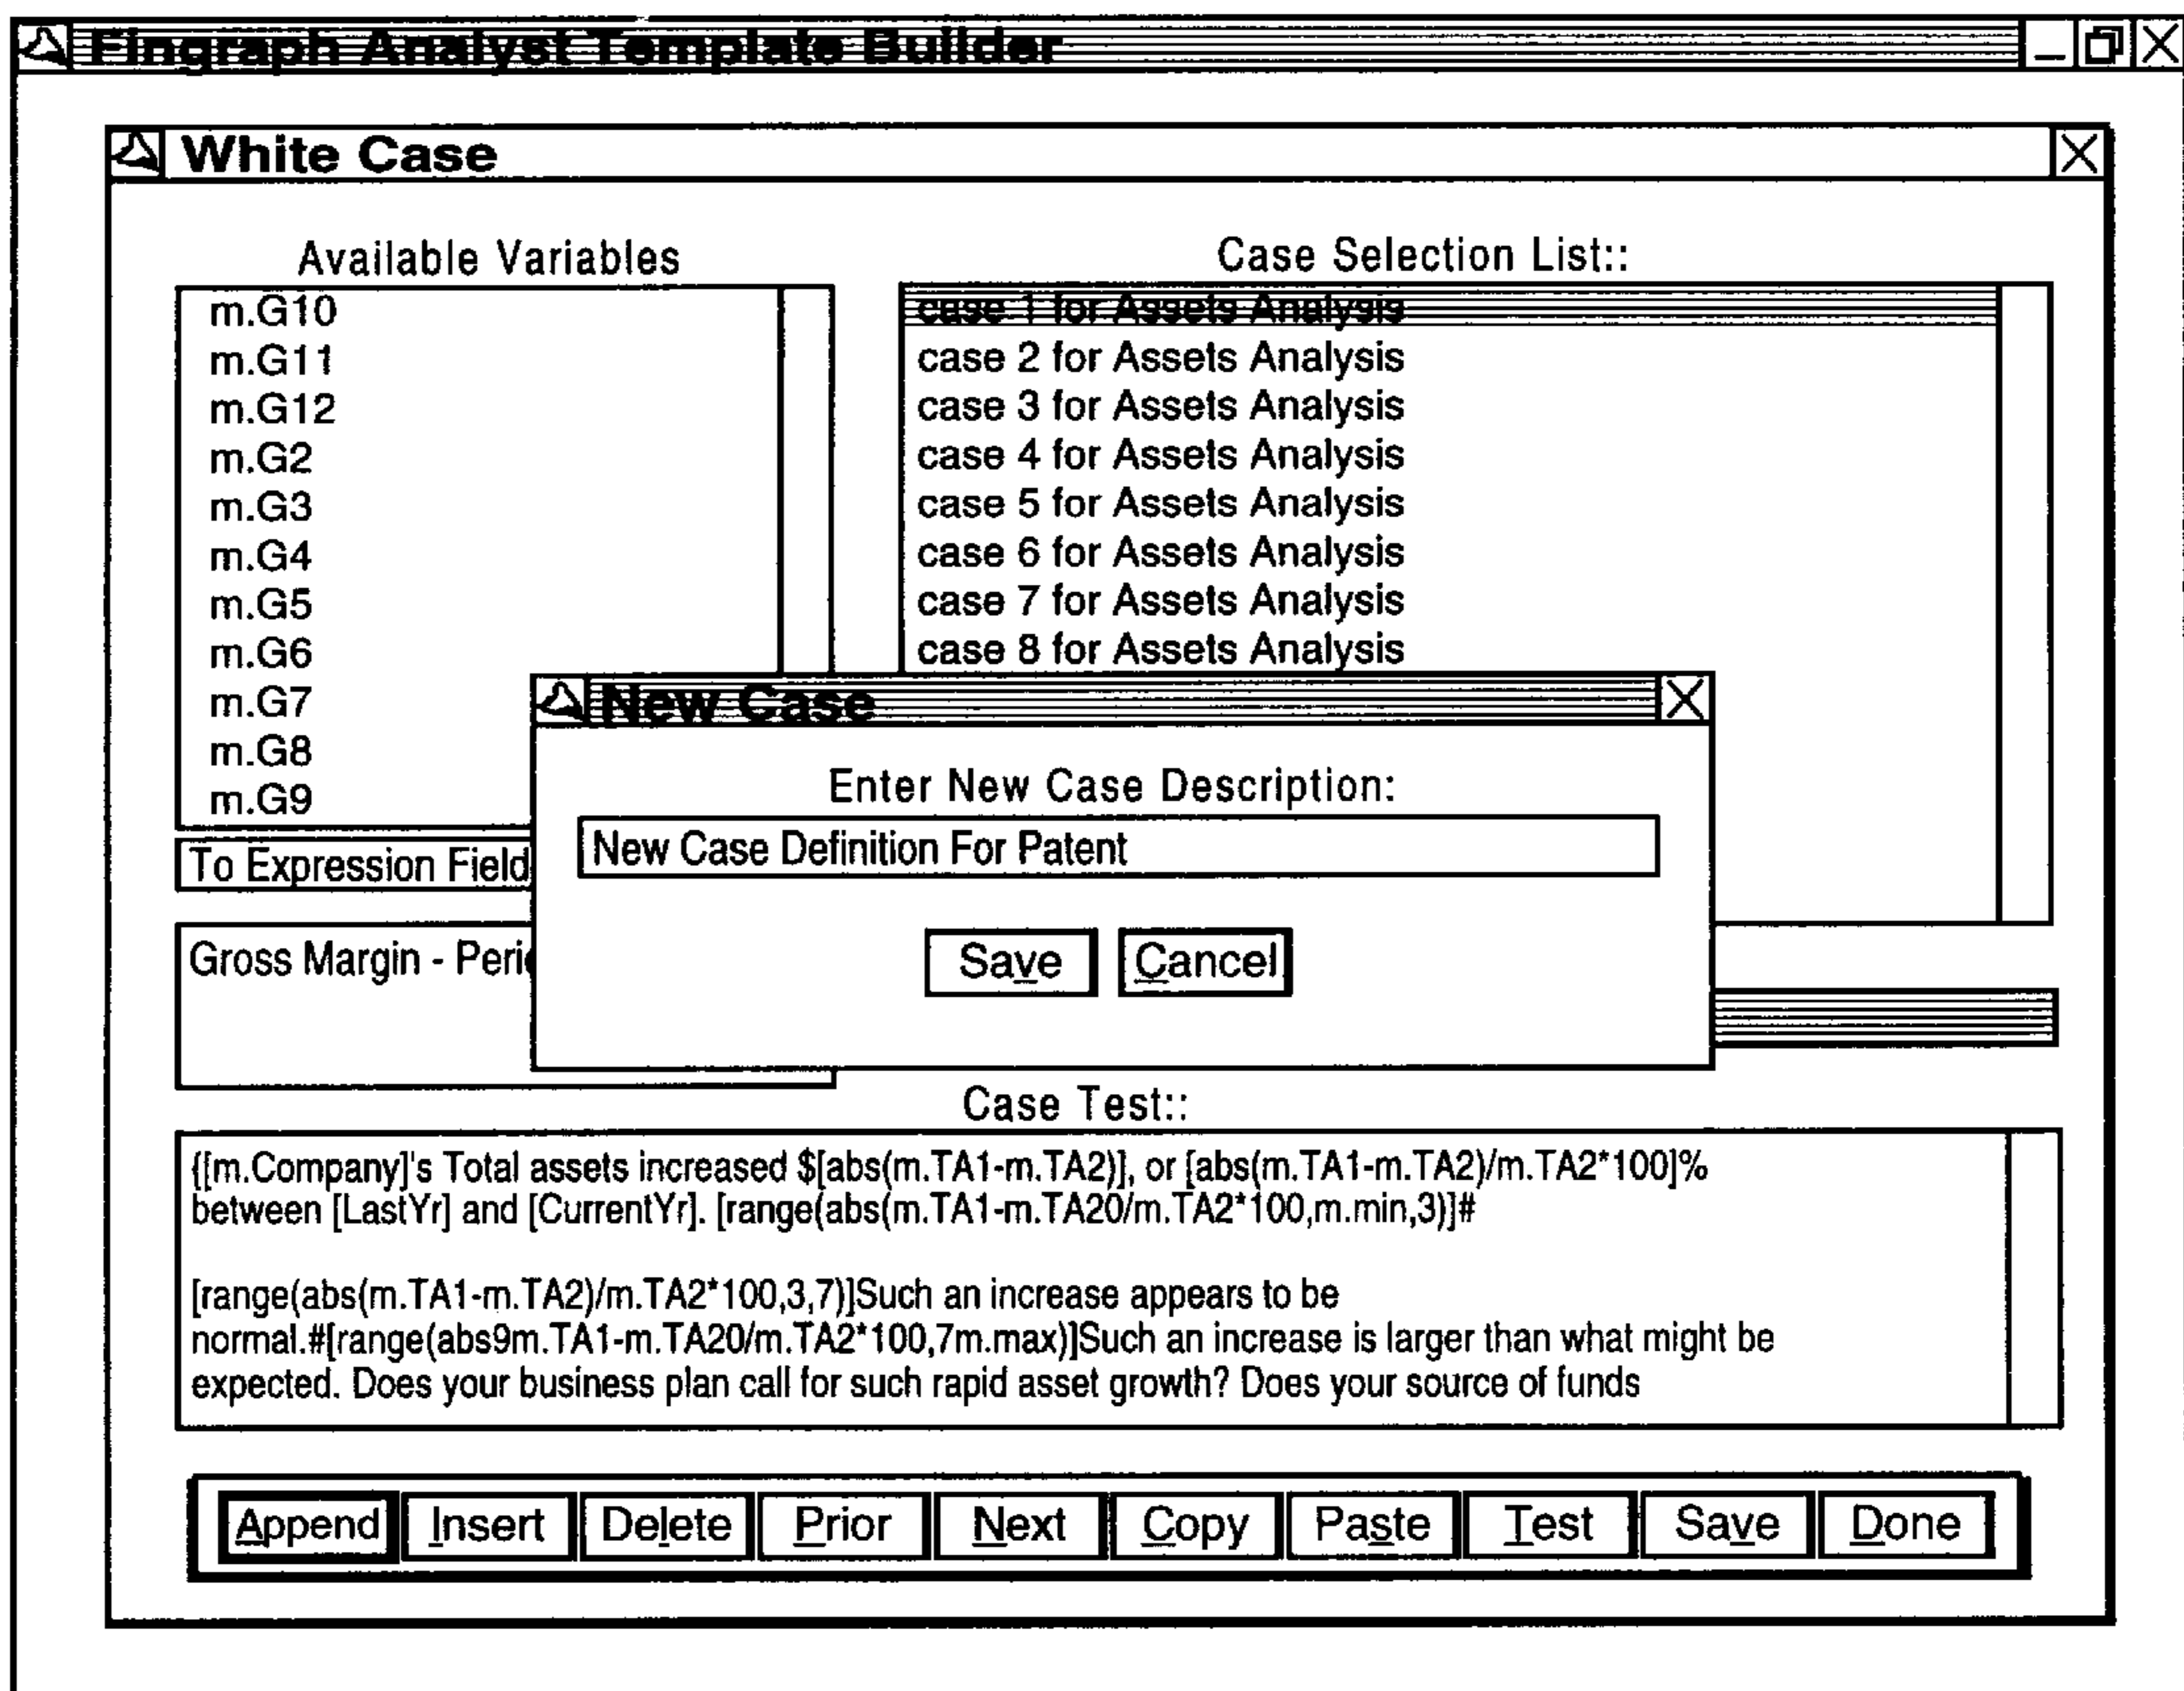 Fingraph Analyst Template Builder
White Case
Available Variables
m.G10
m.G11
m.G12
m.G2
m.G3
m.G4
m.G5
m.G6
m.G7
m.G8
m.G9
To Expression Field
Gross Margin - Peri
Case Selection List::
case 1 for Assets Analysis
case 2 for Assets Analysis
case 3 for Assets Analysis
case 4 for Assets Analysis
case 5 for Assets Analysis
case 6 for Assets Analysis
case 7 for Assets Analysis
case 8 for Assets Analysis
New Case
Enter New Case Description:
New Case Definition For Patent
Save Cancel
Case Test::
{[m.Company]'s Total assets increased $[abs(m.TA1-m.TA2)], or [abs(m.TA1-m.TA2)/m.TA2*100]%
between [LastYr] and [CurrentYr]. [range(abs(m.TA1-m.TA20/m.TA2*100,m.min,3)]#
[range(abs(m.TA1-m.TA2)/m.TA2*100,3,7)]Such an increase appears to be
normal.#[range(abs9m.TA1-m.TA20/m.TA2*100,7m.max)]Such an increase is larger than what might be
expected. Does your business plan call for such rapid asset growth? Does your source of funds
Append Insert Delete Prior Next Copy Paste Test Save Done